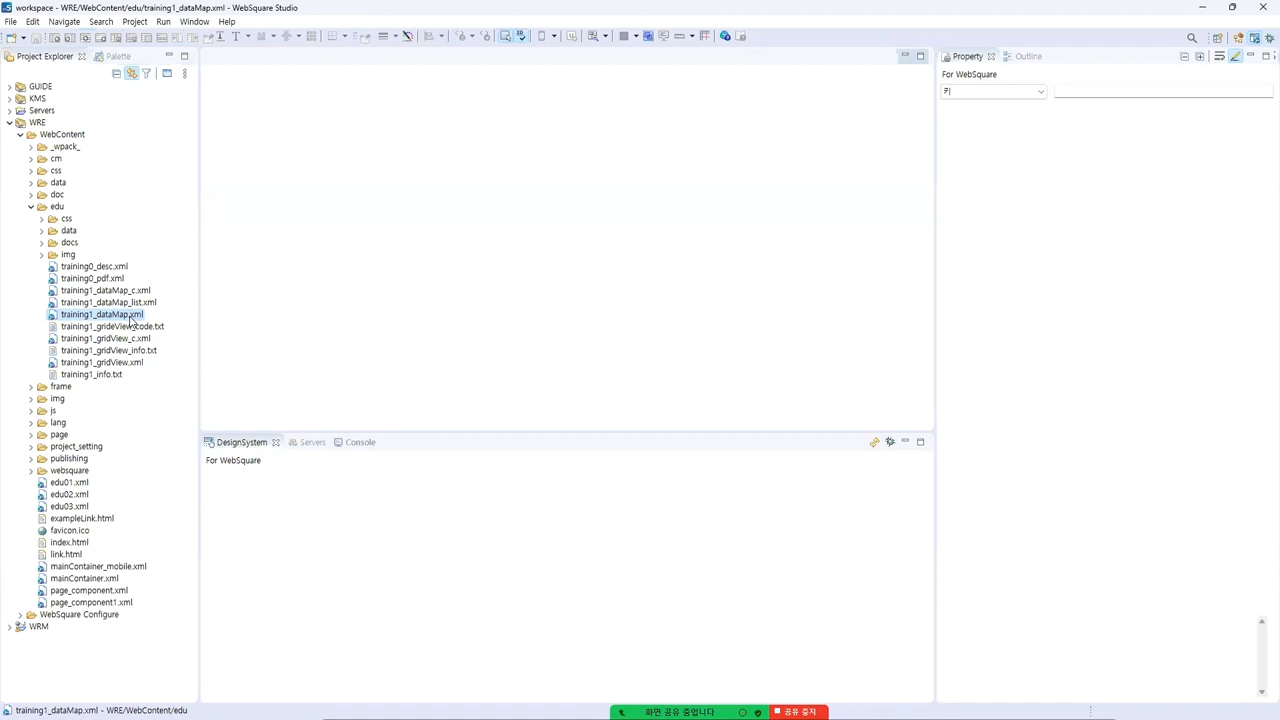 workspace - WRE/WebContent/edu/training1_dataMap.xml - WebSquare Studio
File Edit Navigate Search Project Run Window Help
Project Explorer
Palette
GUIDE
KMS
Servers
WRE
WebContent
_wpack_
cm
css
data
doc
edu
css
data
docs
img
training0_desc.xml
training0_pdf.xml
training1_dataMap_c.xml
training1_dataMap_list.xml
training1_dataMap.xml
training1_grideView_code.txt
training1_gridView_c.xml
training1_gridView_info.txt
training1_gridView.xml
training1_info.txt
frame
img
js
lang
page
project_setting
publishing
websquare
edu01.xml
edu02.xml
edu03.xml
exampleLink.html
favicon.ico
index.html
link.html
mainContainer_mobile.xml
mainContainer.xml
page_component.xml
page_component1.xml
WebSquare Configure
WRM
DesignSystem Servers Console
For WebSquare
Property Outline
For WebSquare
키
training1_dataMap.xml - WRE/WebContent/edu
화면 공유 중입니다 공유 중지